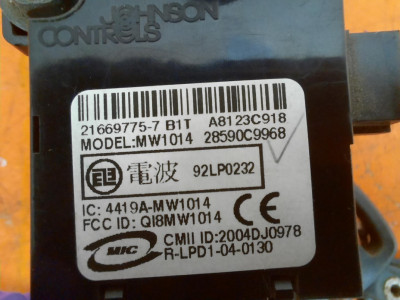 JOHNSON
CONTROLS
21669775-7 B1T A8123C918
MODEL:MW1014 28590C9968
電波 92LP0232
IC: 4419A-MW1014
FCC ID: QI8MW1014
MIC CMII ID:2004DJ0978
R-LPD1-04-0130